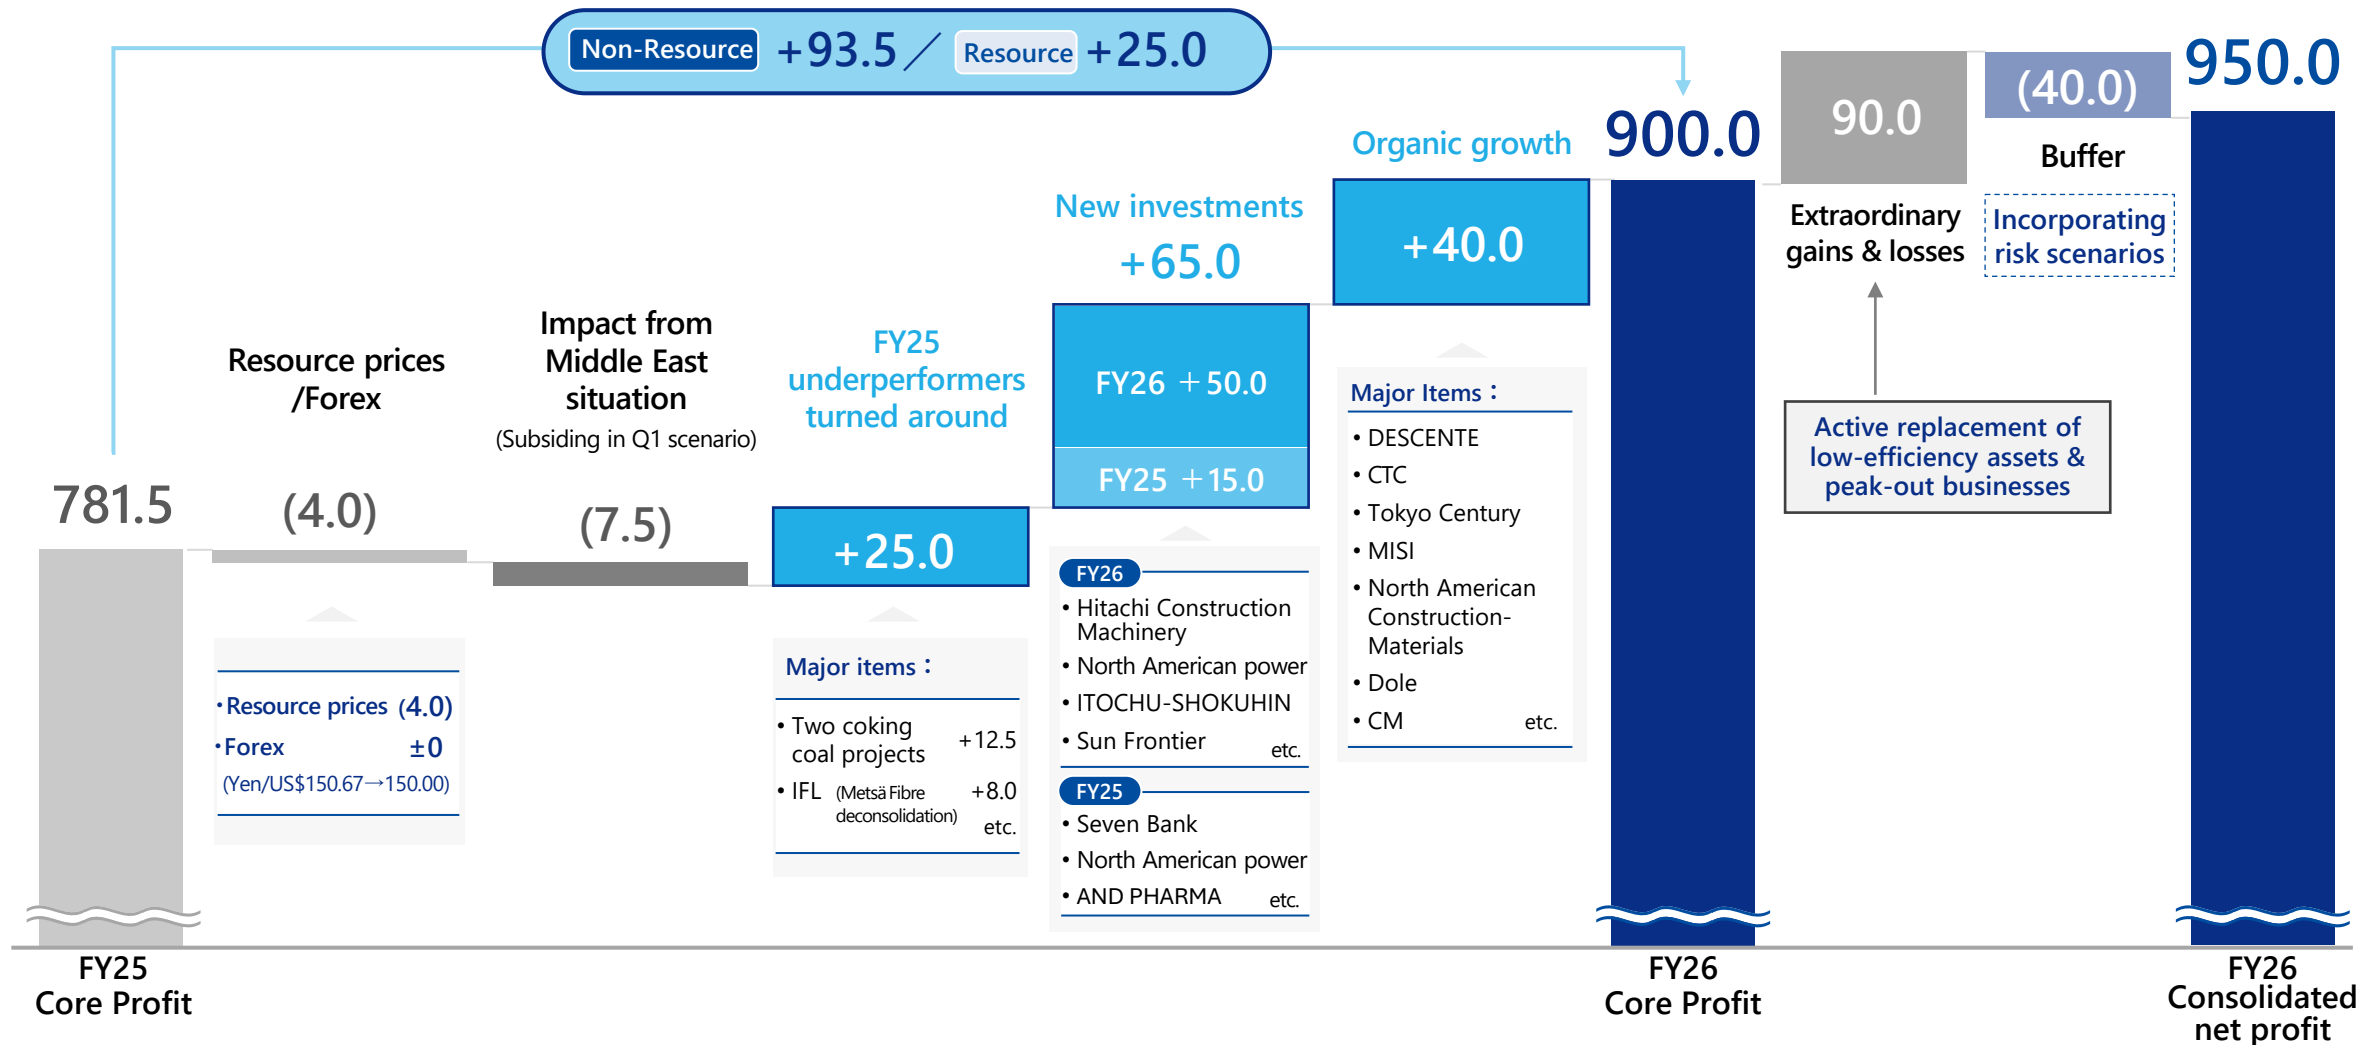 Non-Resource +93.5／ Resource +25.0
781.5
FY25
Core Profit
Resource prices
/Forex
(4.0)
・Resource prices (4.0)
・Forex ±0
(Yen/US$150.67→150.00)
Impact from
Middle East
situation
(Subsiding in Q1 scenario)
(7.5)
FY25
underperformers
turned around
+25.0
Major items：
• Two coking
coal projects +12.5
• IFL (Metsä Fibre
deconsolidation) +8.0
etc.
New investments
+65.0
FY26 ＋50.0
FY25 ＋15.0
FY26
• Hitachi Construction
Machinery
• North American power
• ITOCHU-SHOKUHIN
• Sun Frontier etc.
FY25
• Seven Bank
• North American power
• AND PHARMA etc.
Organic growth
+40.0
Major Items：
• DESCENTE
• CTC
• Tokyo Century
• MISI
• North American
Construction-
Materials
• Dole
• CM etc.
900.0
FY26
Core Profit
90.0
Extraordinary
gains & losses
Active replacement of
low-efficiency assets &
peak-out businesses
(40.0)
Buffer
Incorporating
risk scenarios
950.0
FY26
Consolidated
net profit